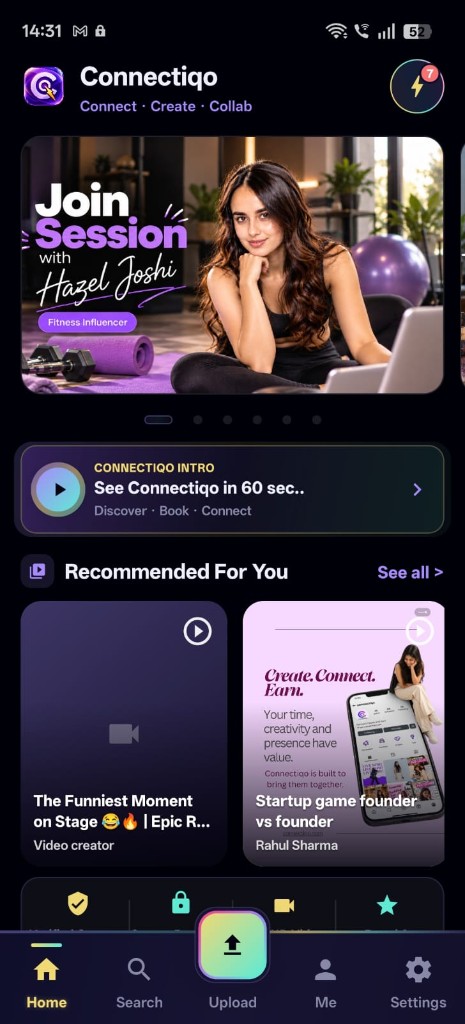 14:31
52
Connectiqo
Connect · Create · Collab
7
Join
Session
with
Hazel Joshi
Fitness Influencer
CONNECTIQO INTRO
See Connectiqo in 60 sec..
Discover · Book · Connect
Recommended For You
See all >
Create. Connect.
Earn.
Your time,
creativity and
presence have
value.
Connectiqo is built to
bring them together.
The Funniest Moment
on Stage 😂🔥 | Epic R...
Video creator
Startup game founder
vs founder
Rahul Sharma
Home
Search
Upload
Me
Settings